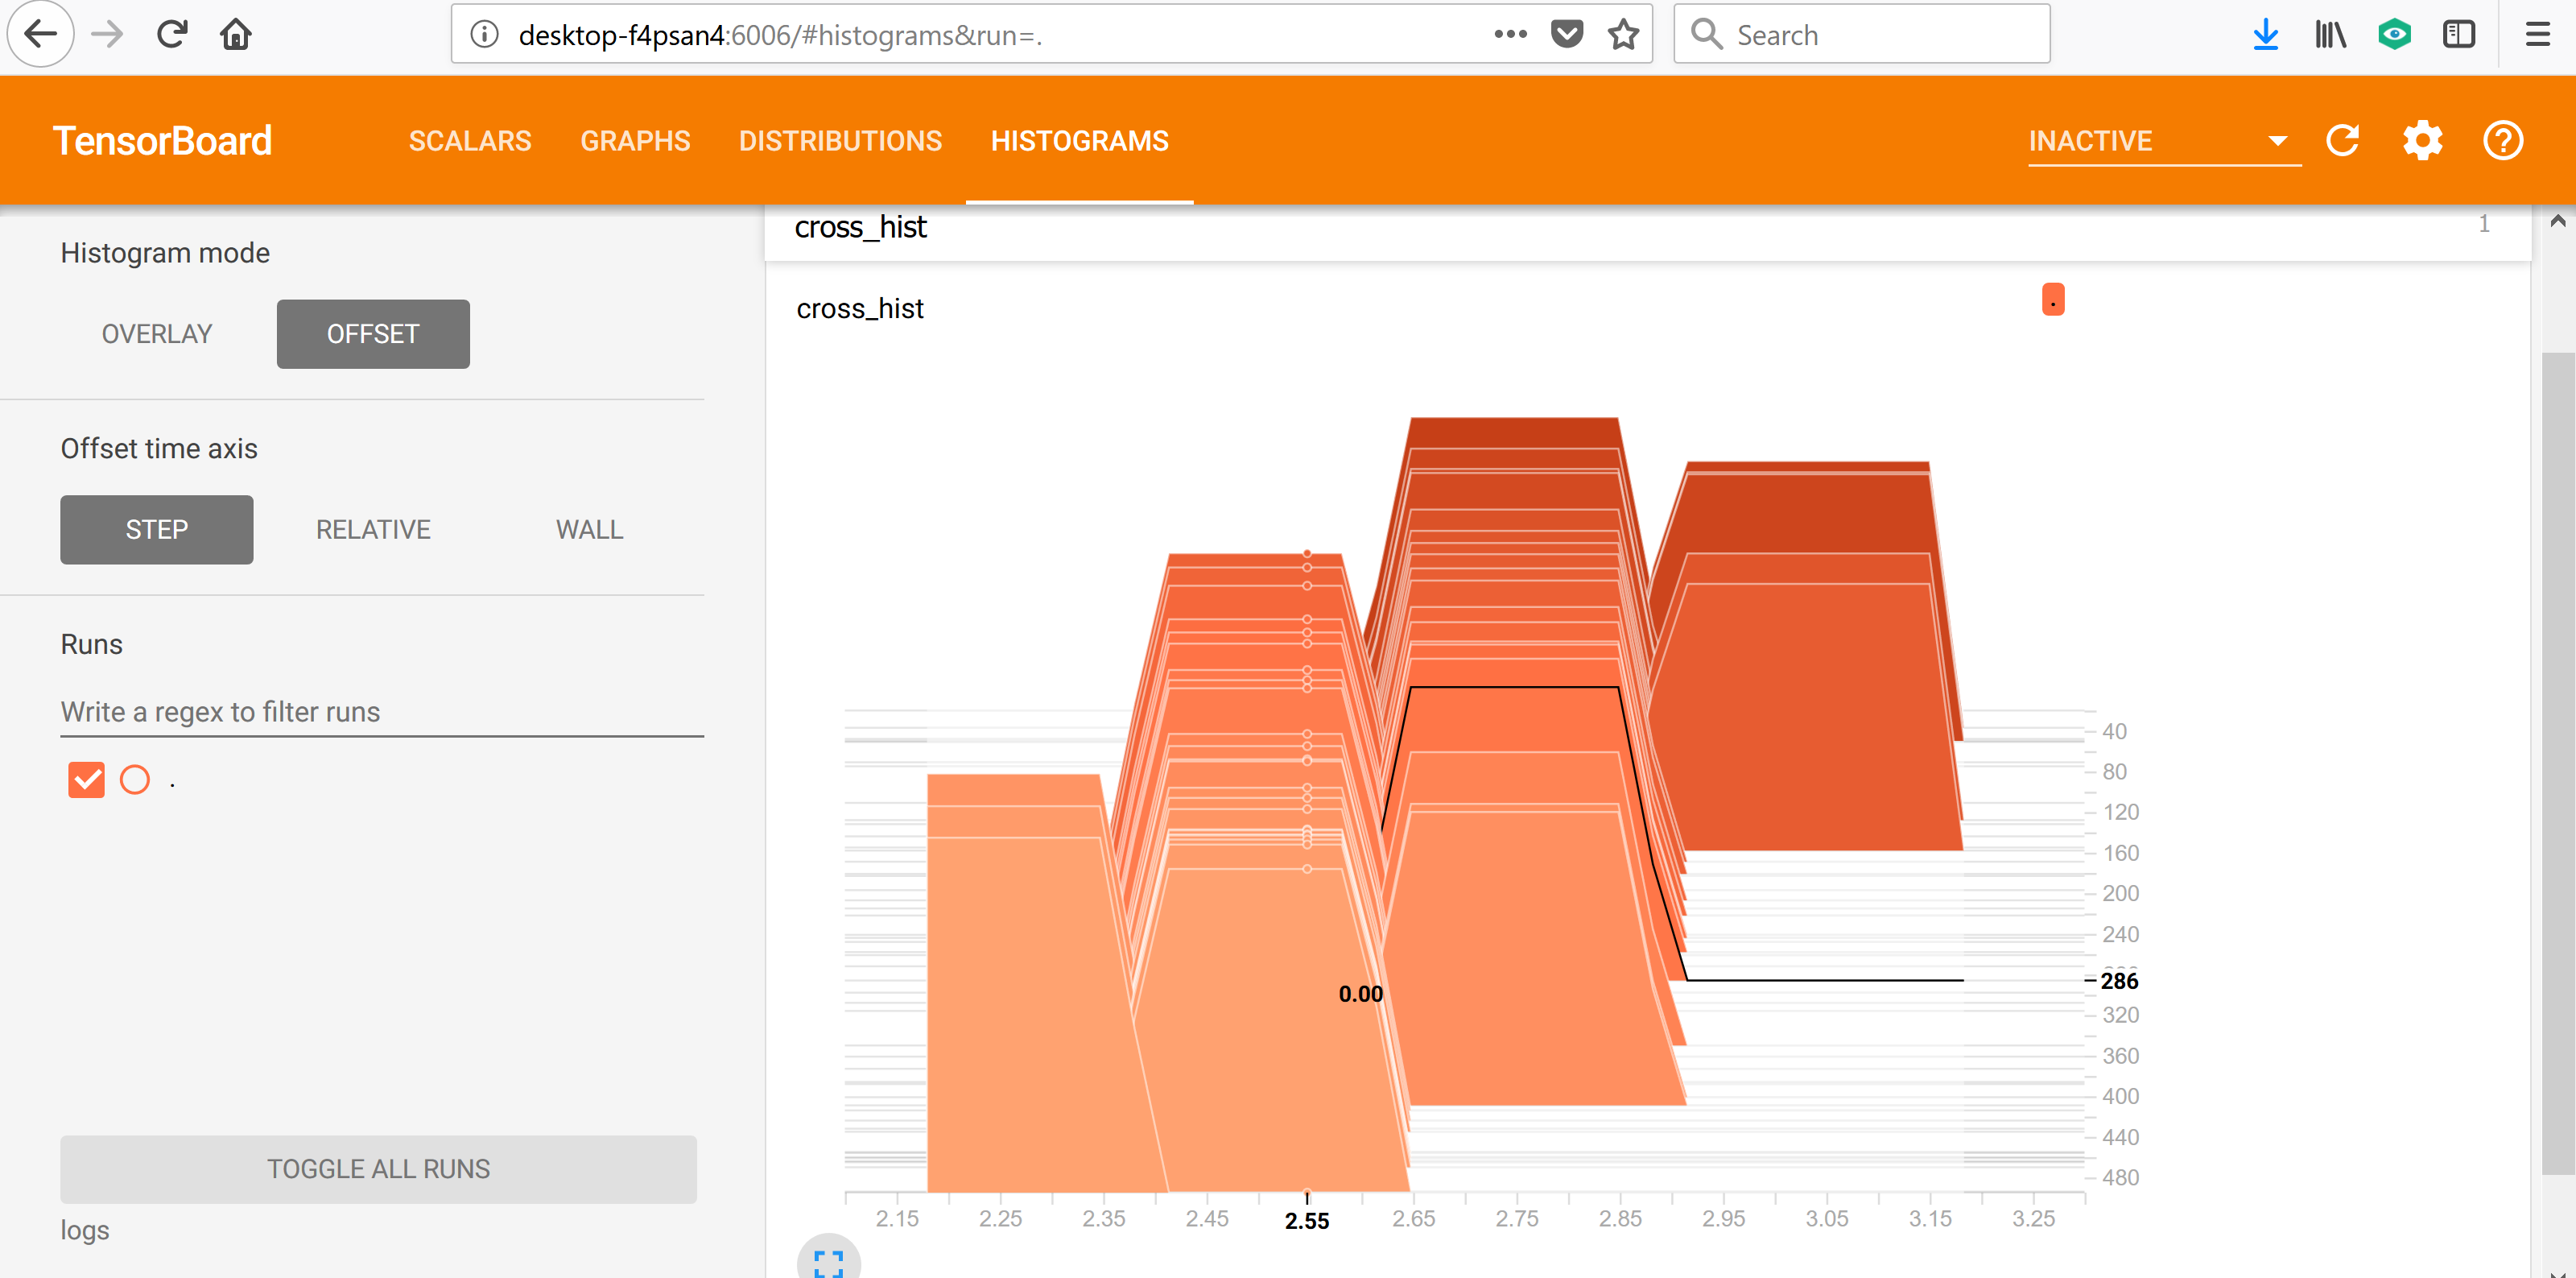 desktop-f4psan4:6006/#histograms&run=.
Search
TensorBoard
SCALARS
GRAPHS
DISTRIBUTIONS
HISTOGRAMS
INACTIVE
Histogram mode
OVERLAY
OFFSET
Offset time axis
STEP
RELATIVE
WALL
Runs
Write a regex to filter runs
.
TOGGLE ALL RUNS
logs
cross_hist
1
cross_hist
.
40
80
120
160
200
240
286
320
360
400
440
480
0.00
2.15
2.25
2.35
2.45
2.55
2.65
2.75
2.85
2.95
3.05
3.15
3.25